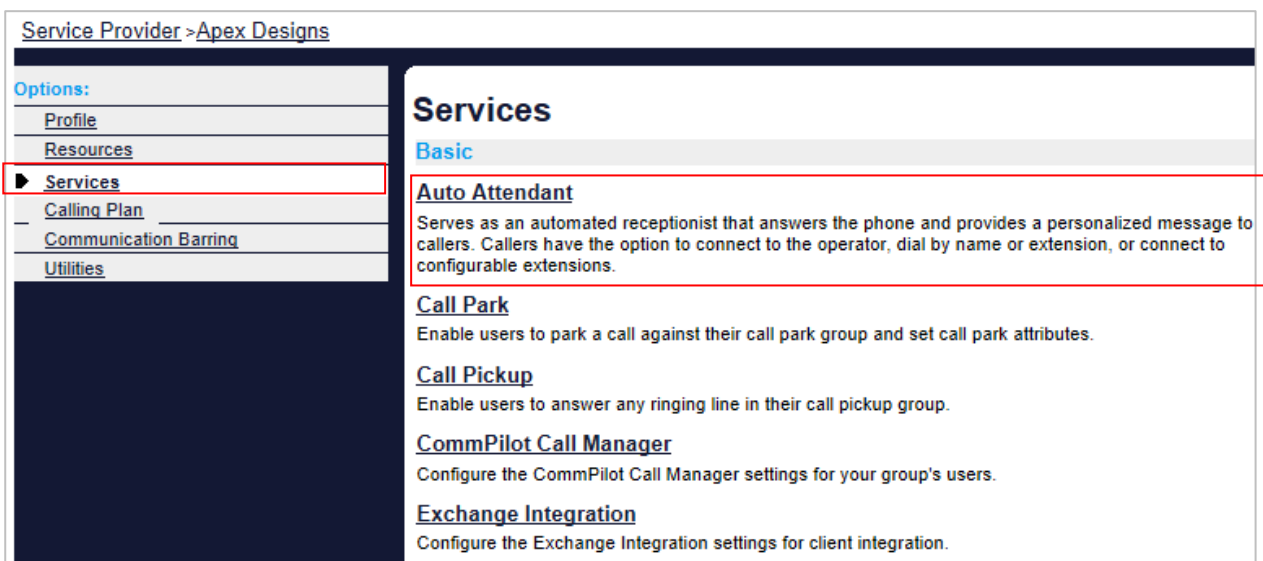 Service Provider >Apex Designs
Options:
Profile
Resources
Services
Calling Plan
Communication Barring
Utilities
Services
Basic
Auto Attendant
Serves as an automated receptionist that answers the phone and provides a personalized message to
callers. Callers have the option to connect to the operator, dial by name or extension, or connect to
configurable extensions.
Call Park
Enable users to park a call against their call park group and set call park attributes.
Call Pickup
Enable users to answer any ringing line in their call pickup group.
CommPilot Call Manager
Configure the CommPilot Call Manager settings for your group's users.
Exchange Integration
Configure the Exchange Integration settings for client integration.